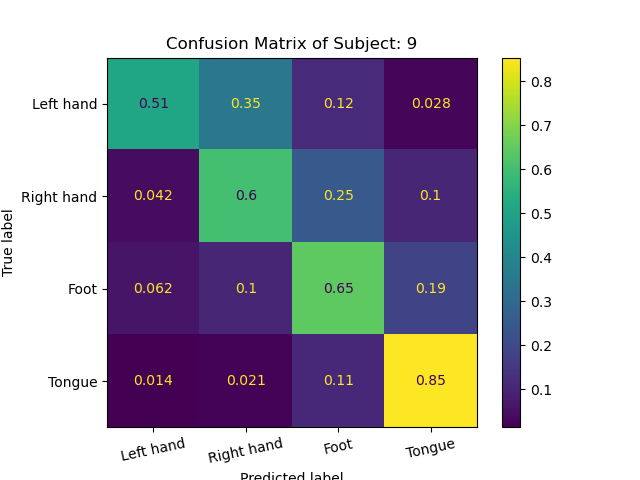 Confusion Matrix of Subject: 9
True label
Left hand 0.51 0.35 0.12 0.028
Right hand 0.042 0.6 0.25 0.1
Foot 0.062 0.1 0.65 0.19
Tongue 0.014 0.021 0.11 0.85
Left hand Right hand Foot Tongue
Predicted label
0.8
0.7
0.6
0.5
0.4
0.3
0.2
0.1